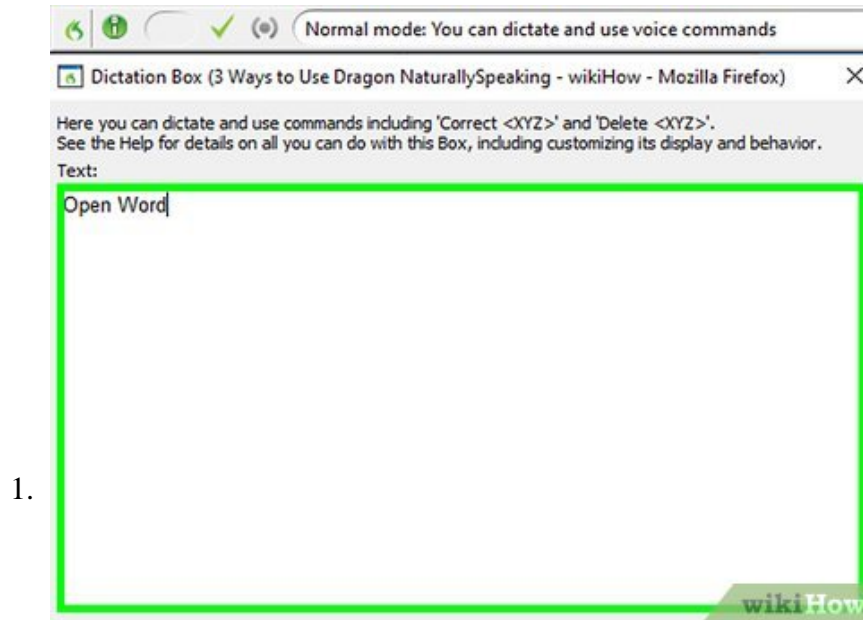 Normal mode: You can dictate and use voice commands
Dictation Box (3 Ways to Use Dragon NaturallySpeaking - wikiHow - Mozilla Firefox)
Here you can dictate and use commands including 'Correct <XYZ>' and 'Delete <XYZ>'.
See the Help for details on all you can do with this Box, including customizing its display and behavior.
Text:
Open Word
1.
wikiHow